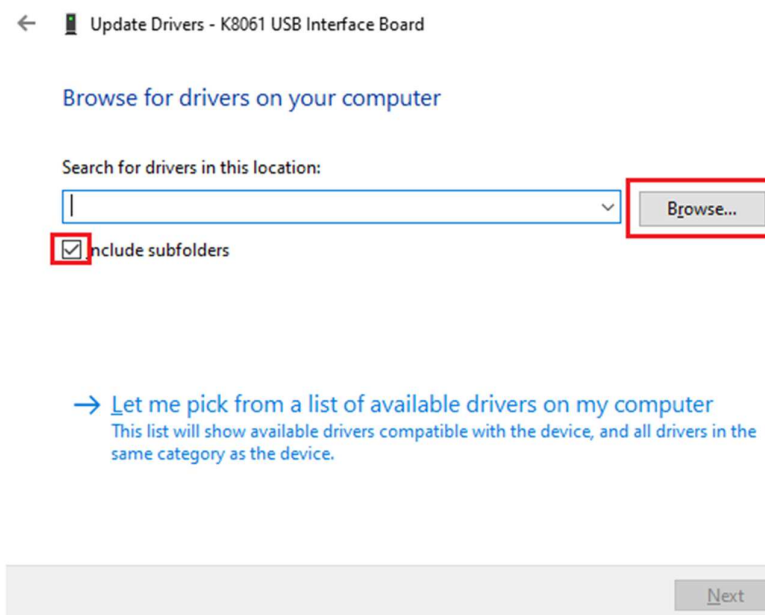 Update Drivers - K8061 USB Interface Board
Browse for drivers on your computer
Search for drivers in this location:
Browse...
Include subfolders
Let me pick from a list of available drivers on my computer
This list will show available drivers compatible with the device, and all drivers in the
same category as the device.
Next